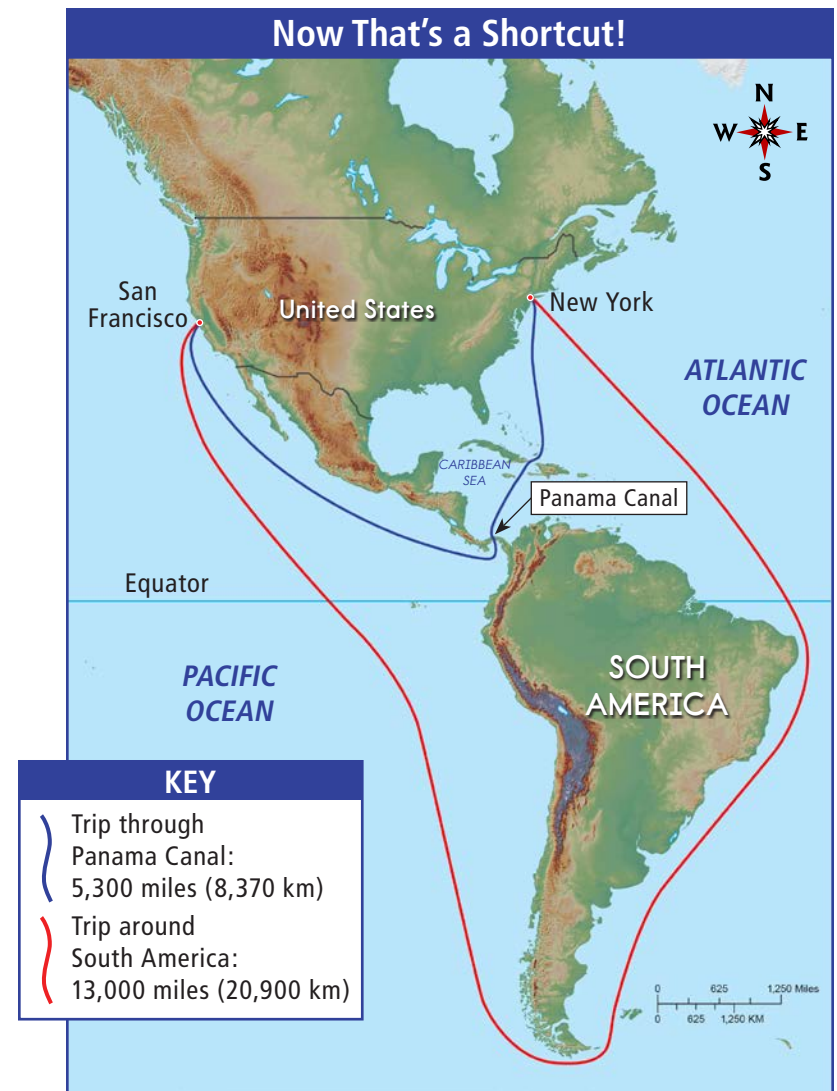 Now That's a Shortcut!
N
W E
S
San
Francisco
United States
New York
ATLANTIC
OCEAN
CARIBBEAN
SEA
Panama Canal
Equator
PACIFIC
OCEAN
SOUTH
AMERICA
KEY
Trip through
Panama Canal:
5,300 miles (8,370 km)
Trip around
South America:
13,000 miles (20,900 km)
0 625 1,250 Miles
0 625 1,250 KM